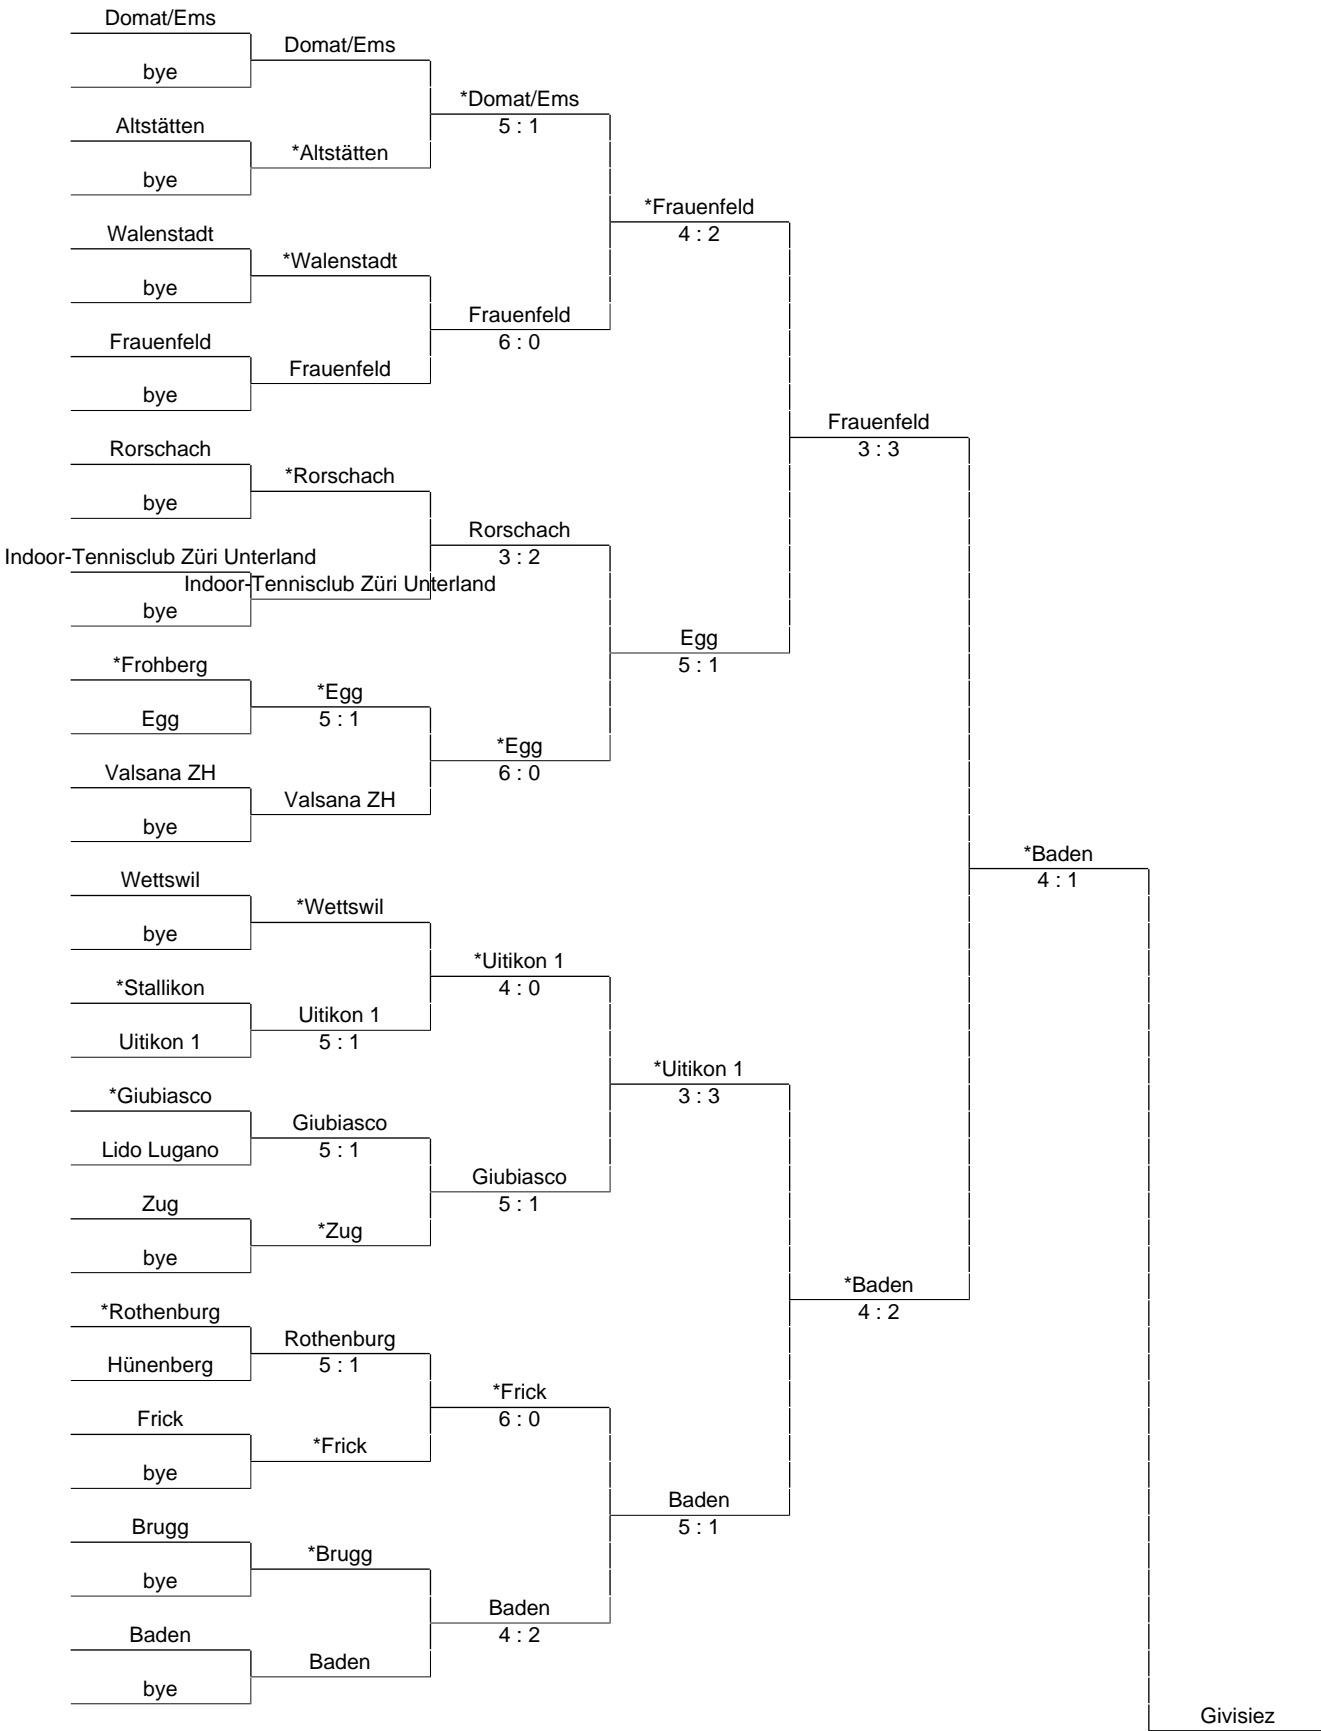 Domat/Ems
Domat/Ems
bye
*Domat/Ems
5 : 1
Altstätten
*Altstätten
bye
*Frauenfeld
4 : 2
Walenstadt
*Walenstadt
bye
Frauenfeld
6 : 0
Frauenfeld
Frauenfeld
bye
Frauenfeld
3 : 3
Rorschach
*Rorschach
bye
Rorschach
3 : 2
Indoor-Tennisclub Züri Unterland
Indoor-Tennisclub Züri Unterland
bye
Egg
5 : 1
*Frohberg
*Egg
5 : 1
Egg
*Egg
6 : 0
Valsana ZH
Valsana ZH
bye
*Baden
4 : 1
Wettswil
*Wettswil
bye
*Uitikon 1
4 : 0
*Stallikon
Uitikon 1
5 : 1
Uitikon 1
*Uitikon 1
3 : 3
*Giubiasco
Giubiasco
5 : 1
Lido Lugano
Giubiasco
5 : 1
Zug
*Zug
bye
*Baden
4 : 2
*Rothenburg
Rothenburg
5 : 1
Hünenberg
*Frick
6 : 0
Frick
*Frick
bye
Baden
5 : 1
Brugg
*Brugg
bye
Baden
4 : 2
Baden
Baden
bye
Givisiez